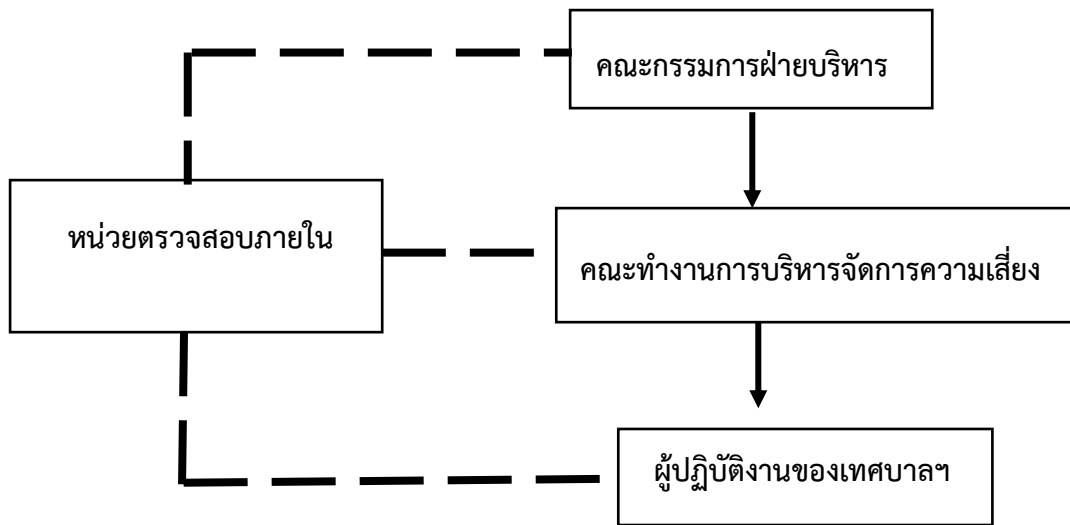 คณะกรรมการฝ่ายบริหาร
หน่วยตรวจสอบภายใน
คณะทำงานการบริหารจัดการความเสี่ยง
ผู้ปฏิบัติงานของเทศบาลฯ